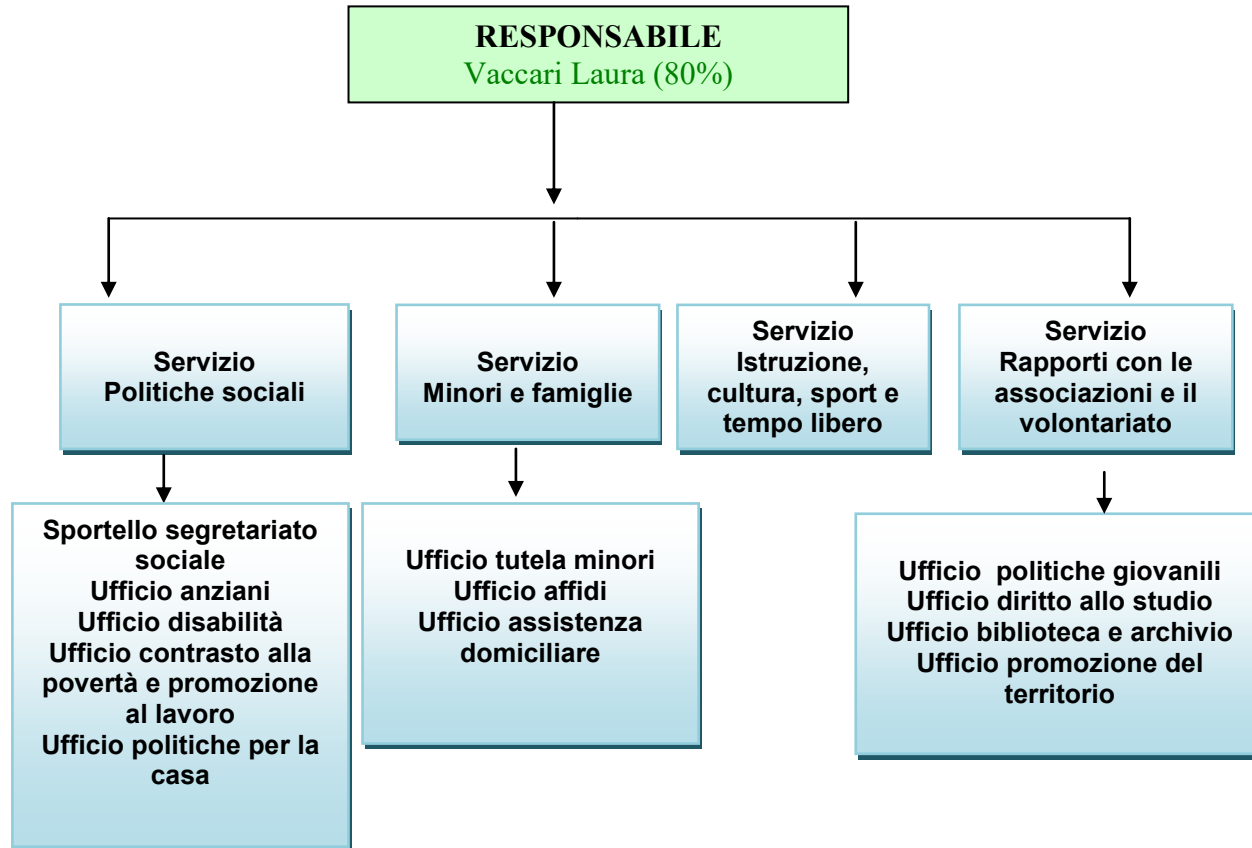 RESPONSABILE
Vaccari Laura (80%)
Servizio
Politiche sociali
Servizio
Minori e famiglie
Servizio
Istruzione,
cultura, sport e
tempo libero
Servizio
Rapporti con le
associazioni e il
volontariato
Sportello segretariato
sociale
Ufficio anziani
Ufficio disabilità
Ufficio contrasto alla
povertà e promozione
al lavoro
Ufficio politiche per la
casa
Ufficio tutela minori
Ufficio affidi
Ufficio assistenza
domiciliare
Ufficio politiche giovanili
Ufficio diritto allo studio
Ufficio biblioteca e archivio
Ufficio promozione del
territorio